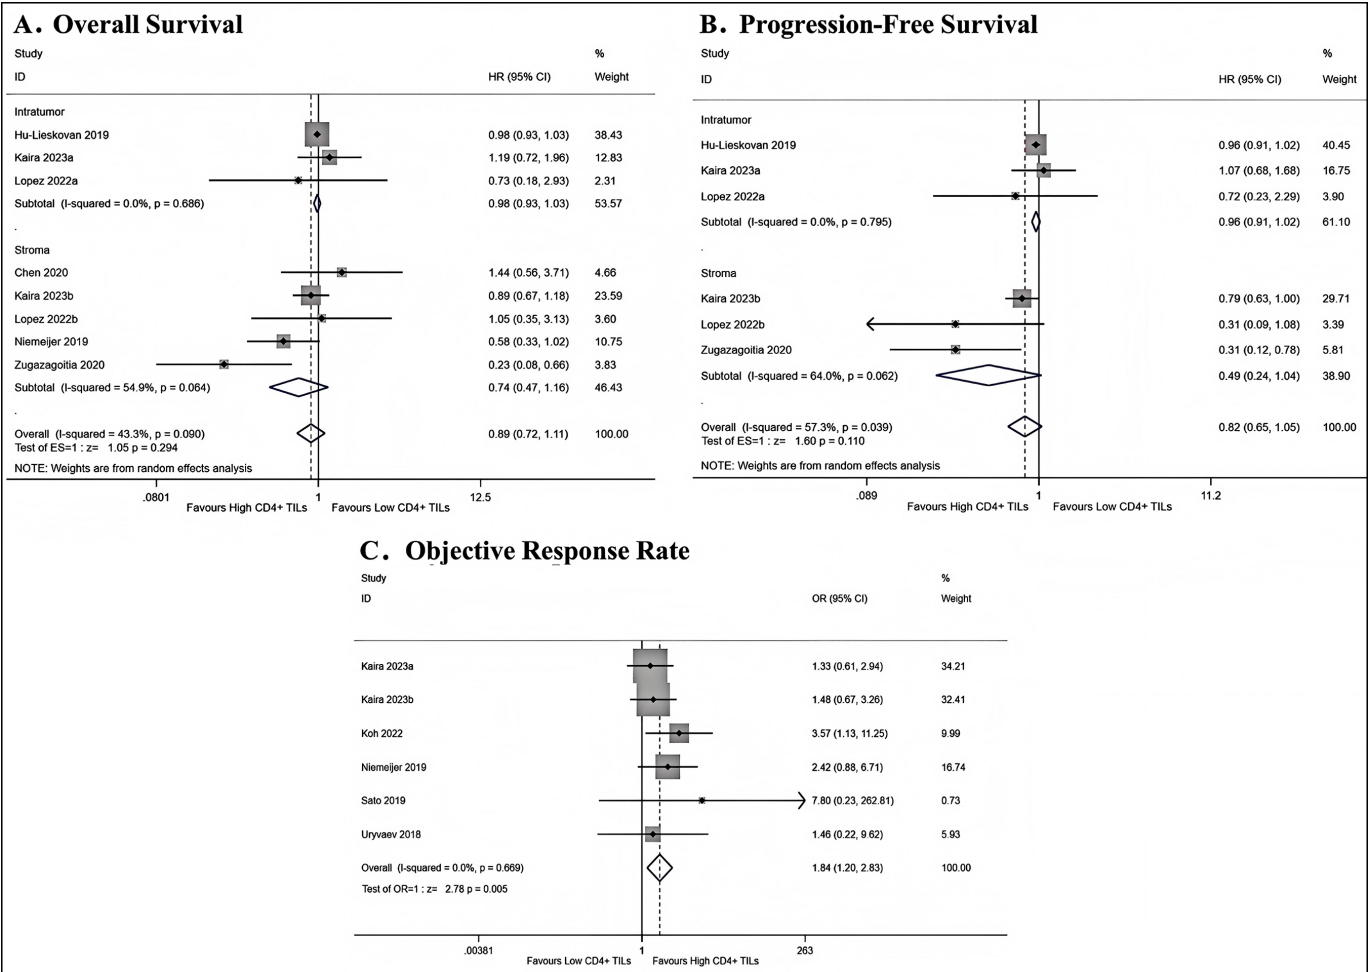 A. Overall Survival
Study %
ID HR (95% CI) Weight
Intratumor
Hu-Lieskovan 2019 0.98 (0.93, 1.03) 38.43
Kaira 2023a 1.19 (0.72, 1.96) 12.83
Lopez 2022a 0.73 (0.18, 2.93) 2.31
Subtotal (I-squared = 0.0%, p = 0.686) 0.98 (0.93, 1.03) 53.57
.
Stroma
Chen 2020 1.44 (0.56, 3.71) 4.66
Kaira 2023b 0.89 (0.67, 1.18) 23.59
Lopez 2022b 1.05 (0.35, 3.13) 3.60
Niemeijer 2019 0.58 (0.33, 1.02) 10.75
Zugazagoitia 2020 0.23 (0.08, 0.66) 3.83
Subtotal (I-squared = 54.9%, p = 0.064) 0.74 (0.47, 1.16) 46.43
.
Overall (I-squared = 43.3%, p = 0.090) 0.89 (0.72, 1.11) 100.00
Test of ES=1 : z= 1.05 p = 0.294
NOTE: Weights are from random effects analysis
.0801 1 12.5
Favours High CD4+ TILs Favours Low CD4+ TILs
B. Progression-Free Survival
Study %
ID HR (95% CI) Weight
Intratumor
Hu-Lieskovan 2019 0.96 (0.91, 1.02) 40.45
Kaira 2023a 1.07 (0.68, 1.68) 16.75
Lopez 2022a 0.72 (0.23, 2.29) 3.90
Subtotal (I-squared = 0.0%, p = 0.795) 0.96 (0.91, 1.02) 61.10
.
Stroma
Kaira 2023b 0.79 (0.63, 1.00) 29.71
Lopez 2022b 0.31 (0.09, 1.08) 3.39
Zugazagoitia 2020 0.31 (0.12, 0.78) 5.81
Subtotal (I-squared = 64.0%, p = 0.062) 0.49 (0.24, 1.04) 38.90
.
Overall (I-squared = 57.3%, p = 0.039) 0.82 (0.65, 1.05) 100.00
Test of ES=1 : z= 1.60 p = 0.110
NOTE: Weights are from random effects analysis
.089 1 11.2
Favours High CD4+ TILs Favours Low CD4+ TILs
C. Objective Response Rate
Study %
ID OR (95% CI) Weight
Kaira 2023a 1.33 (0.61, 2.94) 34.21
Kaira 2023b 1.48 (0.67, 3.26) 32.41
Koh 2022 3.57 (1.13, 11.25) 9.99
Niemeijer 2019 2.42 (0.88, 6.71) 16.74
Sato 2019 7.80 (0.23, 262.81) 0.73
Uryvaev 2018 1.46 (0.22, 9.62) 5.93
Overall (I-squared = 0.0%, p = 0.669) 1.84 (1.20, 2.83) 100.00
Test of OR=1 : z= 2.78 p = 0.005
.00381 1 263
Favours Low CD4+ TILs Favours High CD4+ TILs